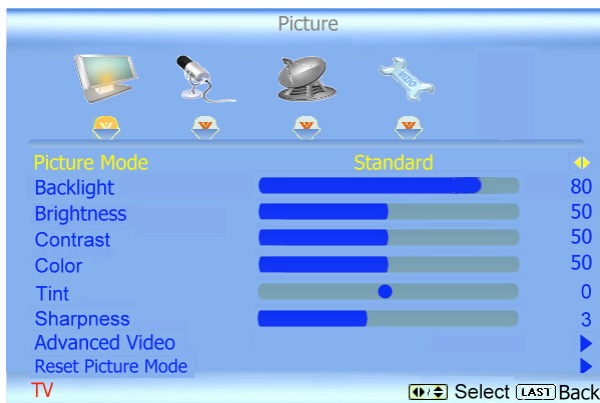 Picture
VIZIO
Picture Mode Standard
Backlight 80
Brightness 50
Contrast 50
Color 50
Tint 0
Sharpness 3
Advanced Video
Reset Picture Mode
TV Select LAST Back